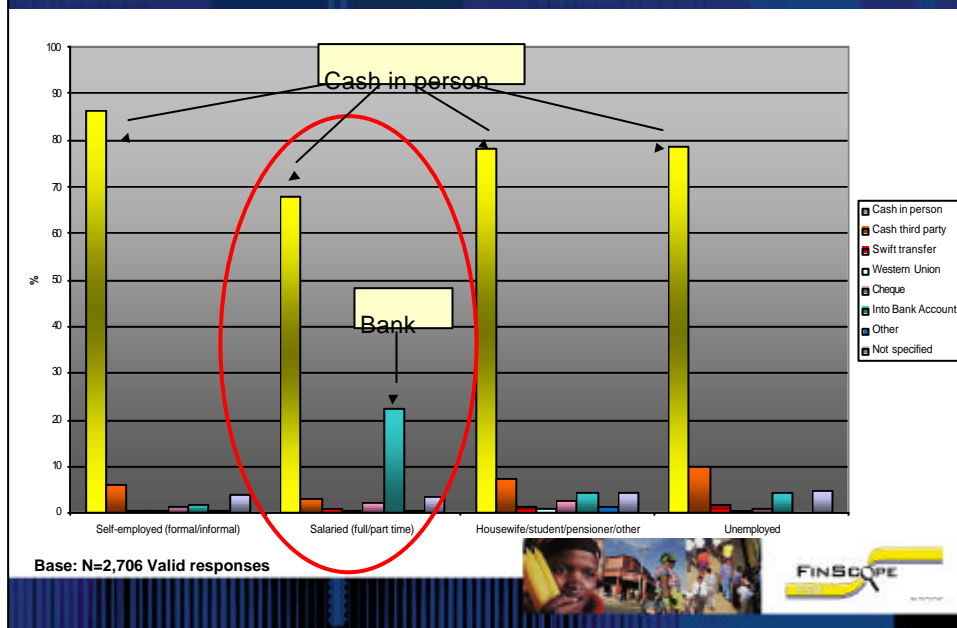 Cash in person
Bank
%
100
90
80
70
60
50
40
30
20
10
0
Self-employed (formal/informal)
Salaried (full/part time)
Housewife/student/pensioner/other
Unemployed
Cash in person
Cash third party
Swift transfer
Western Union
Cheque
Into Bank Account
Other
Not specified
Base: N=2,706 Valid responses
FINSCOPE